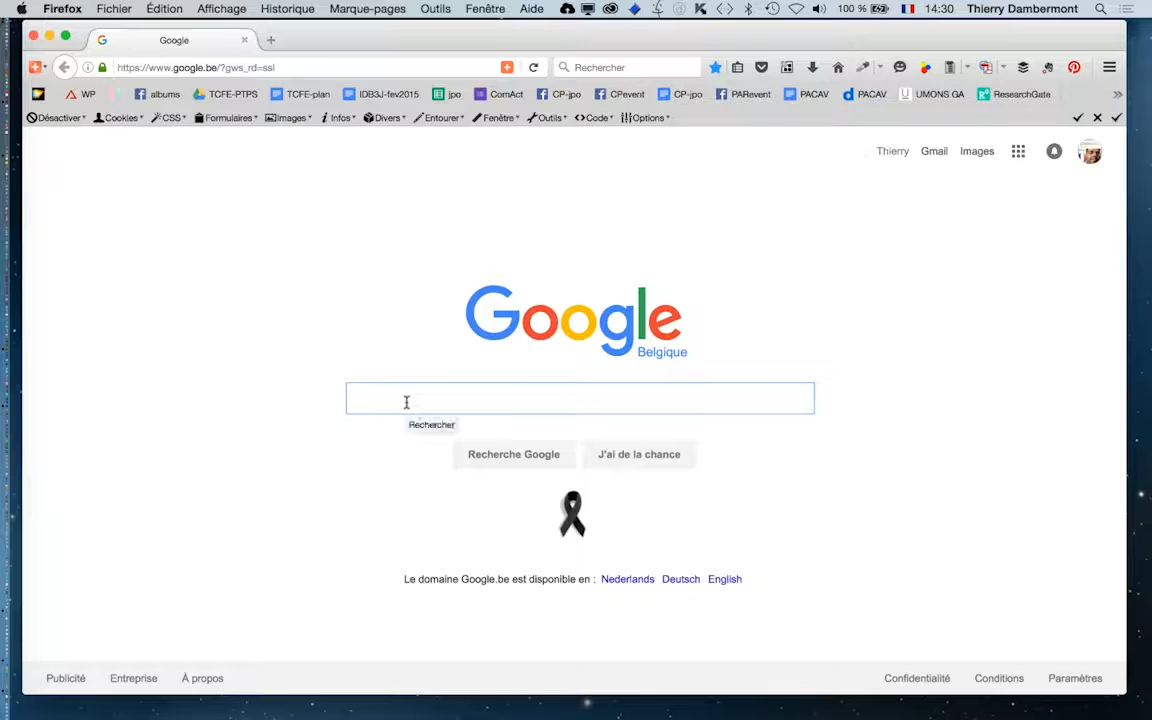 Firefox Fichier Édition Affichage Historique Marque-pages Outils Fenêtre Aide 100 % 14:30 Thierry Dambermont
Google
https://www.google.be/?gws_rd=ssl Rechercher
WP albums TCFE-PTPS TCFE-plan IDB3J-fev2015 jpo ComAct CP-jpo CPevent CP-jpo PARevent PACAV PACAV UMONS GA ResearchGate
Désactiver Cookies CSS Formulaires Images Infos Divers Entourer Fenêtre Outils Code Options
Thierry Gmail Images
Google
Belgique
Rechercher
Recherche Google J'ai de la chance
Le domaine Google.be est disponible en : Nederlands Deutsch English
Publicité Entreprise À propos Confidentialité Conditions Paramètres